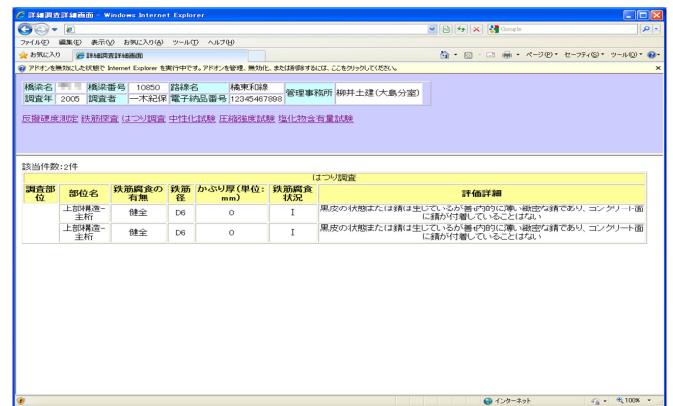 詳細調査詳細画面 - Windows Internet Explorer
Google
ファイル(F) 編集(E) 表示(V) お気に入り(A) ツール(T) ヘルプ(H)
お気に入り 詳細調査詳細画面 ページ(P) セーフティ(S) ツール(O)
アドオンを無効にした状態で Internet Explorer を実行中です。アドオンを管理、無効化、または削除するには、ここをクリックしてください。
橋梁名 橋梁番号 10850 路線名 橘東和線 管理事務所 柳井土建(大島分室)
調査年 2005 調査者 一木紀保 電子納品番号 12345467898
反撥硬度測定 鉄筋探査 はつり調査 中性化試験 圧縮強度試験 塩化物含有量試験
該当件数:2件
はつり調査
調査部位 部位名 鉄筋腐食の有無 鉄筋径 かぶり厚(単位:mm) 鉄筋腐食状況 評価詳細
上部構造-主桁 健全 D6 0 I 黒皮の状態または錆は生じているが 内的に薄い緻密な錆であり、コンクリート面に錆が付着していることはない
上部構造-主桁 健全 D6 0 I 黒皮の状態または錆は生じているが 内的に薄い緻密な錆であり、コンクリート面に錆が付着していることはない
インターネット 100%